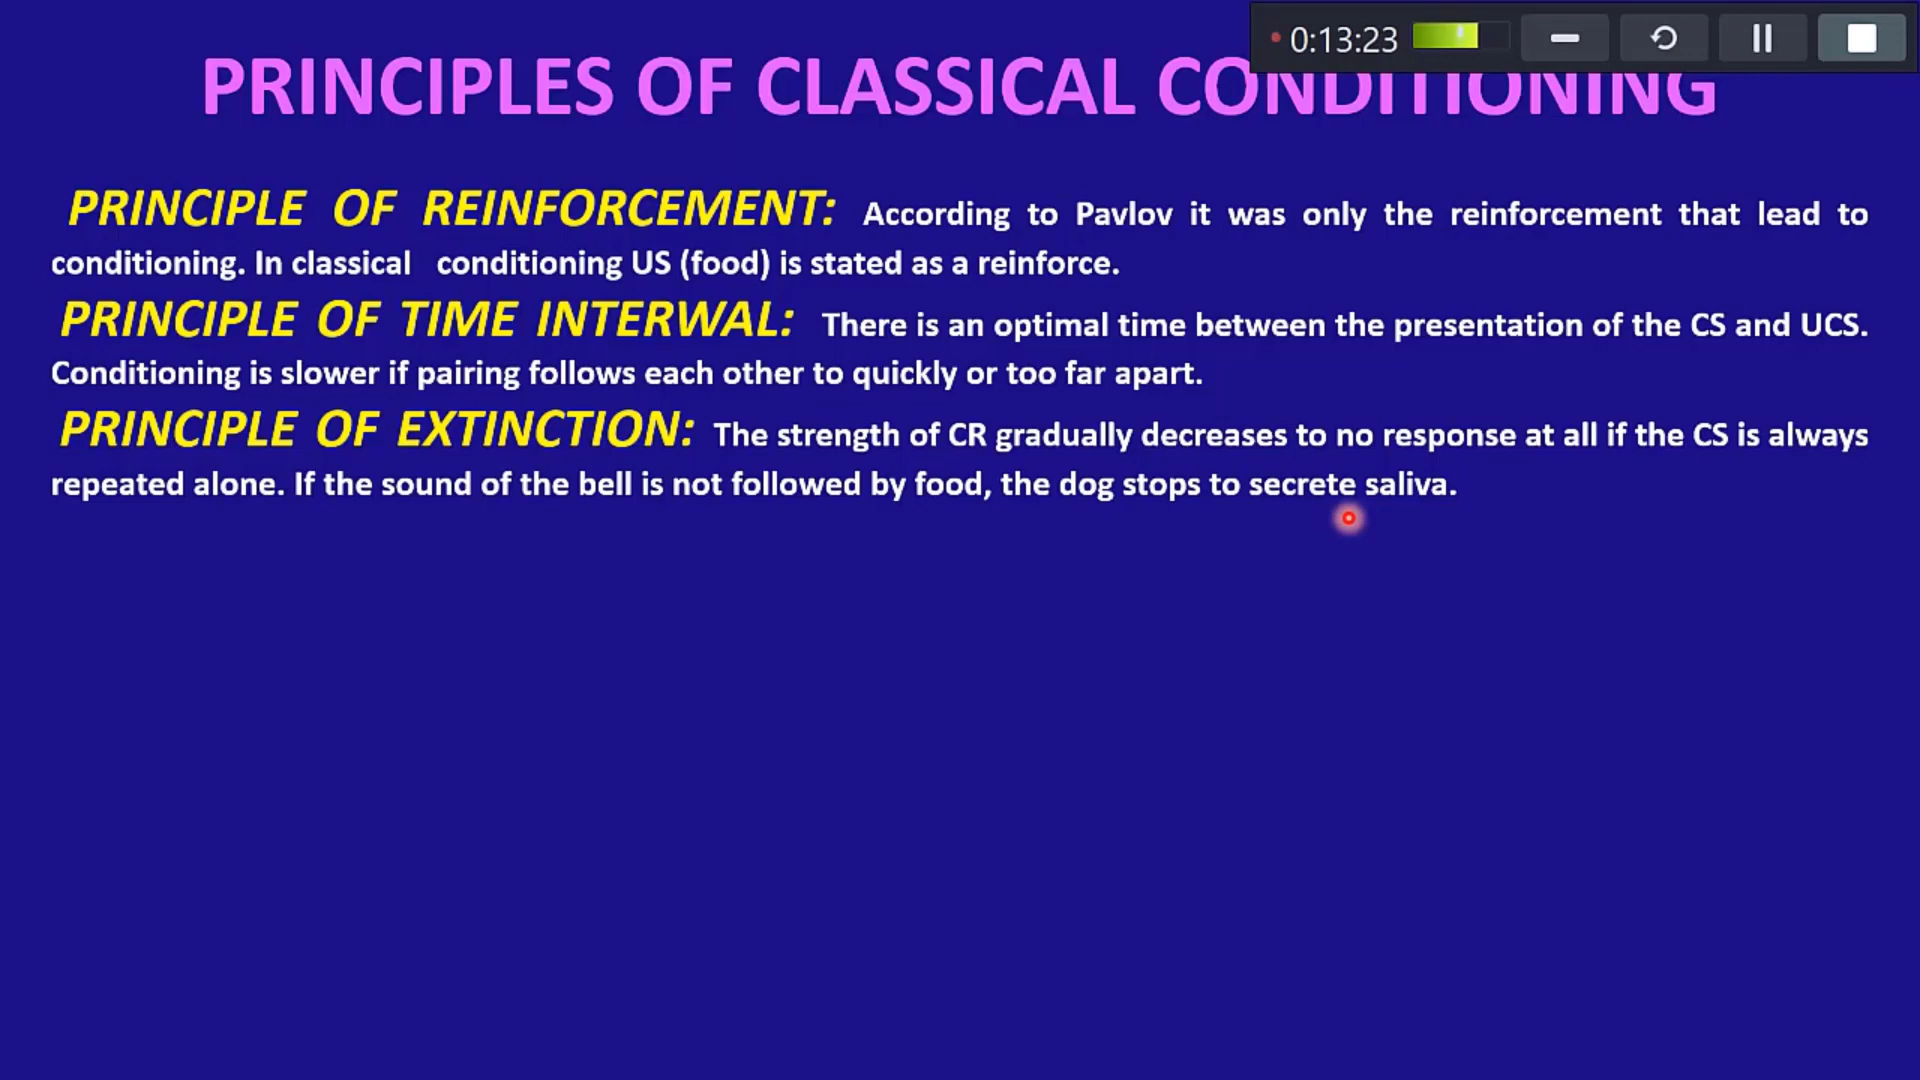 0:13:23
PRINCIPLES OF CLASSICAL CONDITIONING
PRINCIPLE OF REINFORCEMENT: According to Pavlov it was only the reinforcement that lead to
conditioning. In classical conditioning US (food) is stated as a reinforce.
PRINCIPLE OF TIME INTERWAL: There is an optimal time between the presentation of the CS and UCS.
Conditioning is slower if pairing follows each other to quickly or too far apart.
PRINCIPLE OF EXTINCTION: The strength of CR gradually decreases to no response at all if the CS is always
repeated alone. If the sound of the bell is not followed by food, the dog stops to secrete saliva.